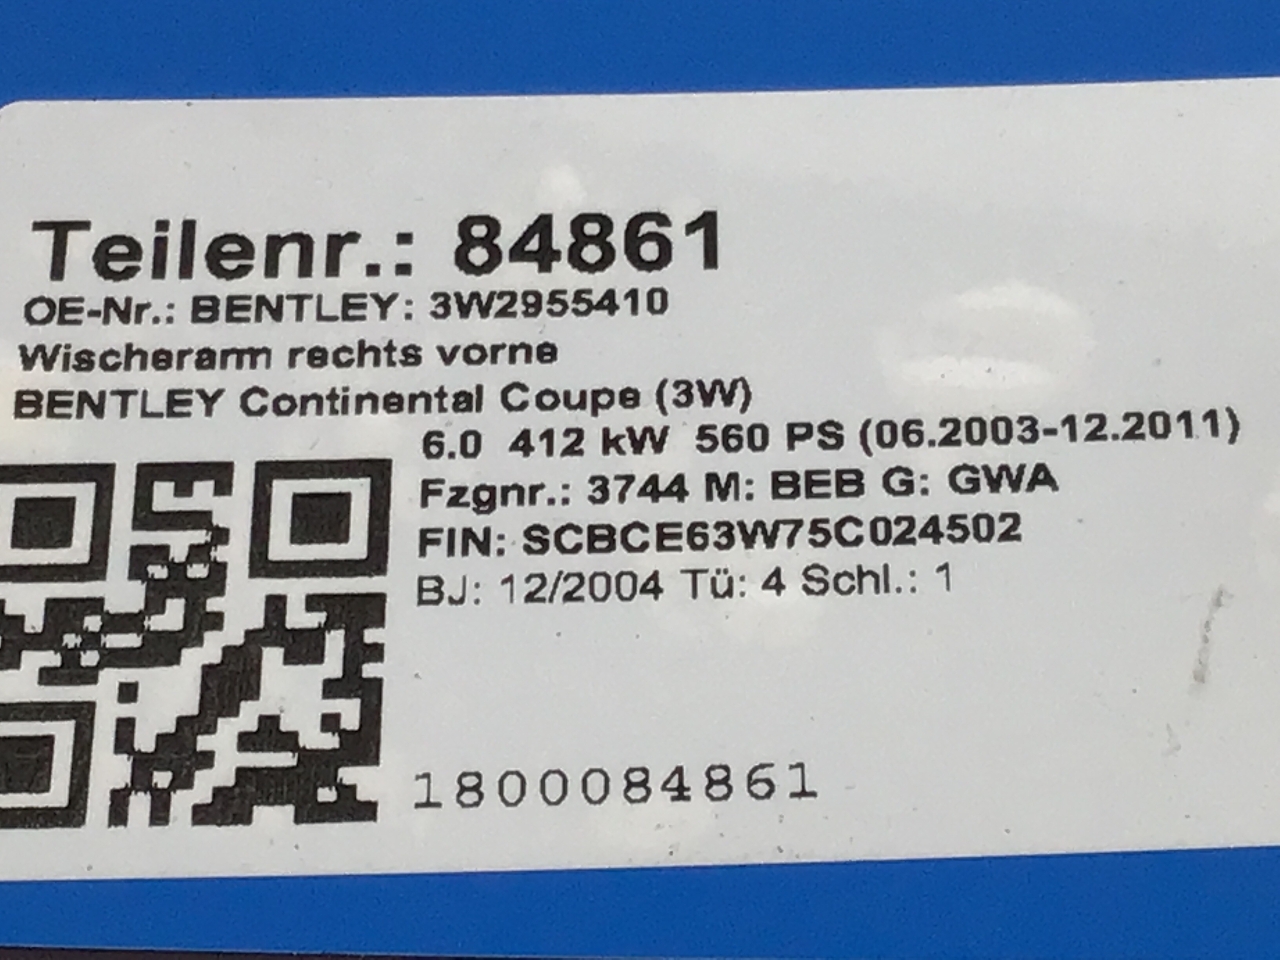 Teilenr.: 84861
OE-Nr.: BENTLEY: 3W2955410
Wischerarm rechts vorne
BENTLEY Continental Coupe (3W)
6.0 412 kW 560 PS (06.2003-12.2011)
Fzgnr.: 3744 M: BEB G: GWA
FIN: SCBCE63W75C024502
BJ: 12/2004 Tü: 4 Schl.: 1
1800084861